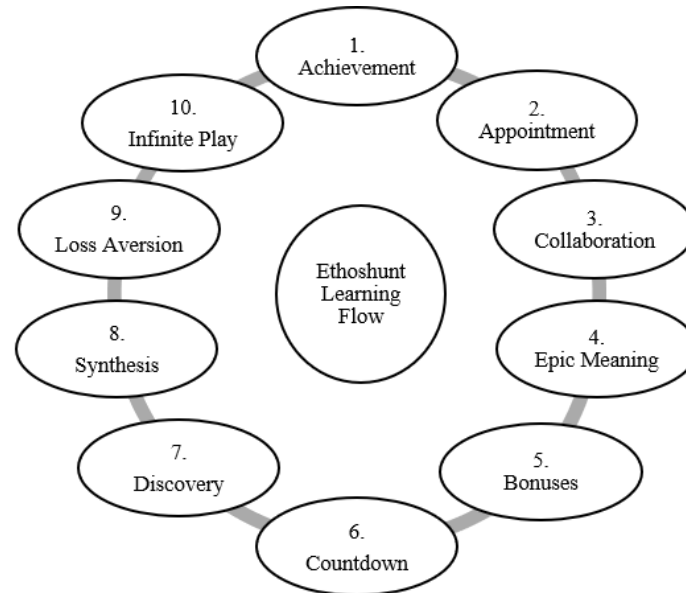 1.
Achievement
2.
Appointment
3.
Collaboration
4.
Epic Meaning
5.
Bonuses
6.
Countdown
7.
Discovery
8.
Synthesis
9.
Loss Aversion
10.
Infinite Play
Ethoshunt
Learning
Flow